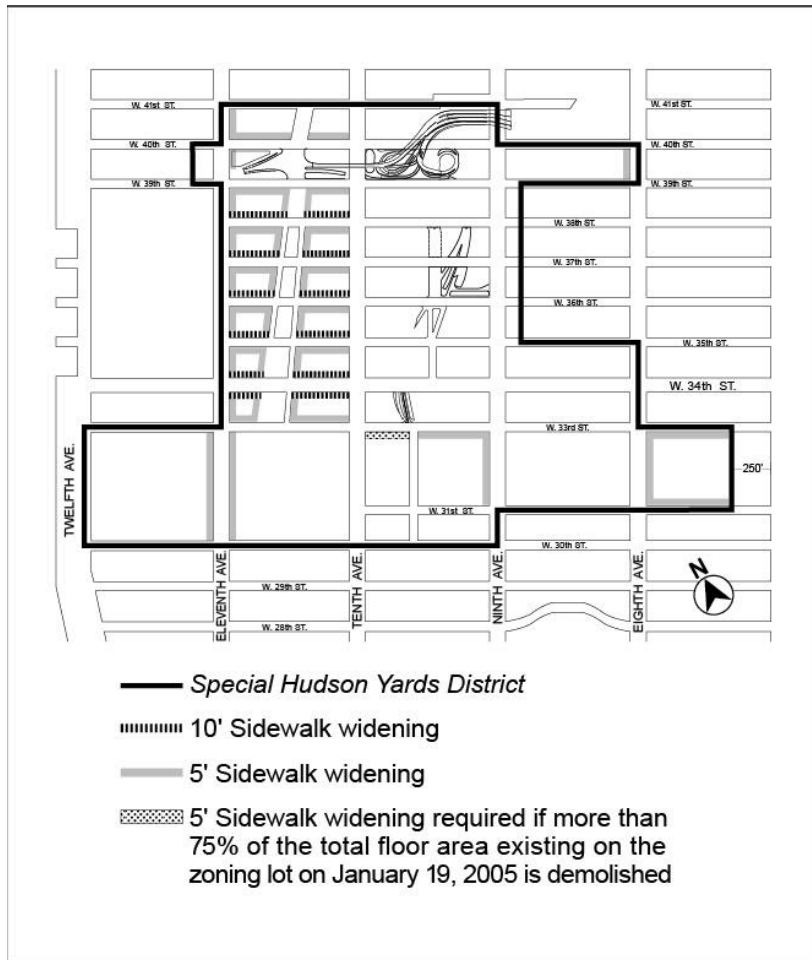 W. 41st ST.
W. 41st ST.
W. 40th ST.
W. 40th ST.
W. 39th ST.
W. 39th ST.
W. 38th ST.
W. 37th ST.
W. 36th ST.
W. 35th ST.
W. 34th ST.
W. 33rd ST.
250'
W. 31st ST.
W. 30th ST.
TWELFTH AVE.
ELEVENTH AVE.
TENTH AVE.
NINTH AVE.
EIGHTH AVE.
N
W. 29th ST.
W. 28th ST.
Special Hudson Yards District
10' Sidewalk widening
5' Sidewalk widening
5' Sidewalk widening required if more than
75% of the total floor area existing on the
zoning lot on January 19, 2005 is demolished